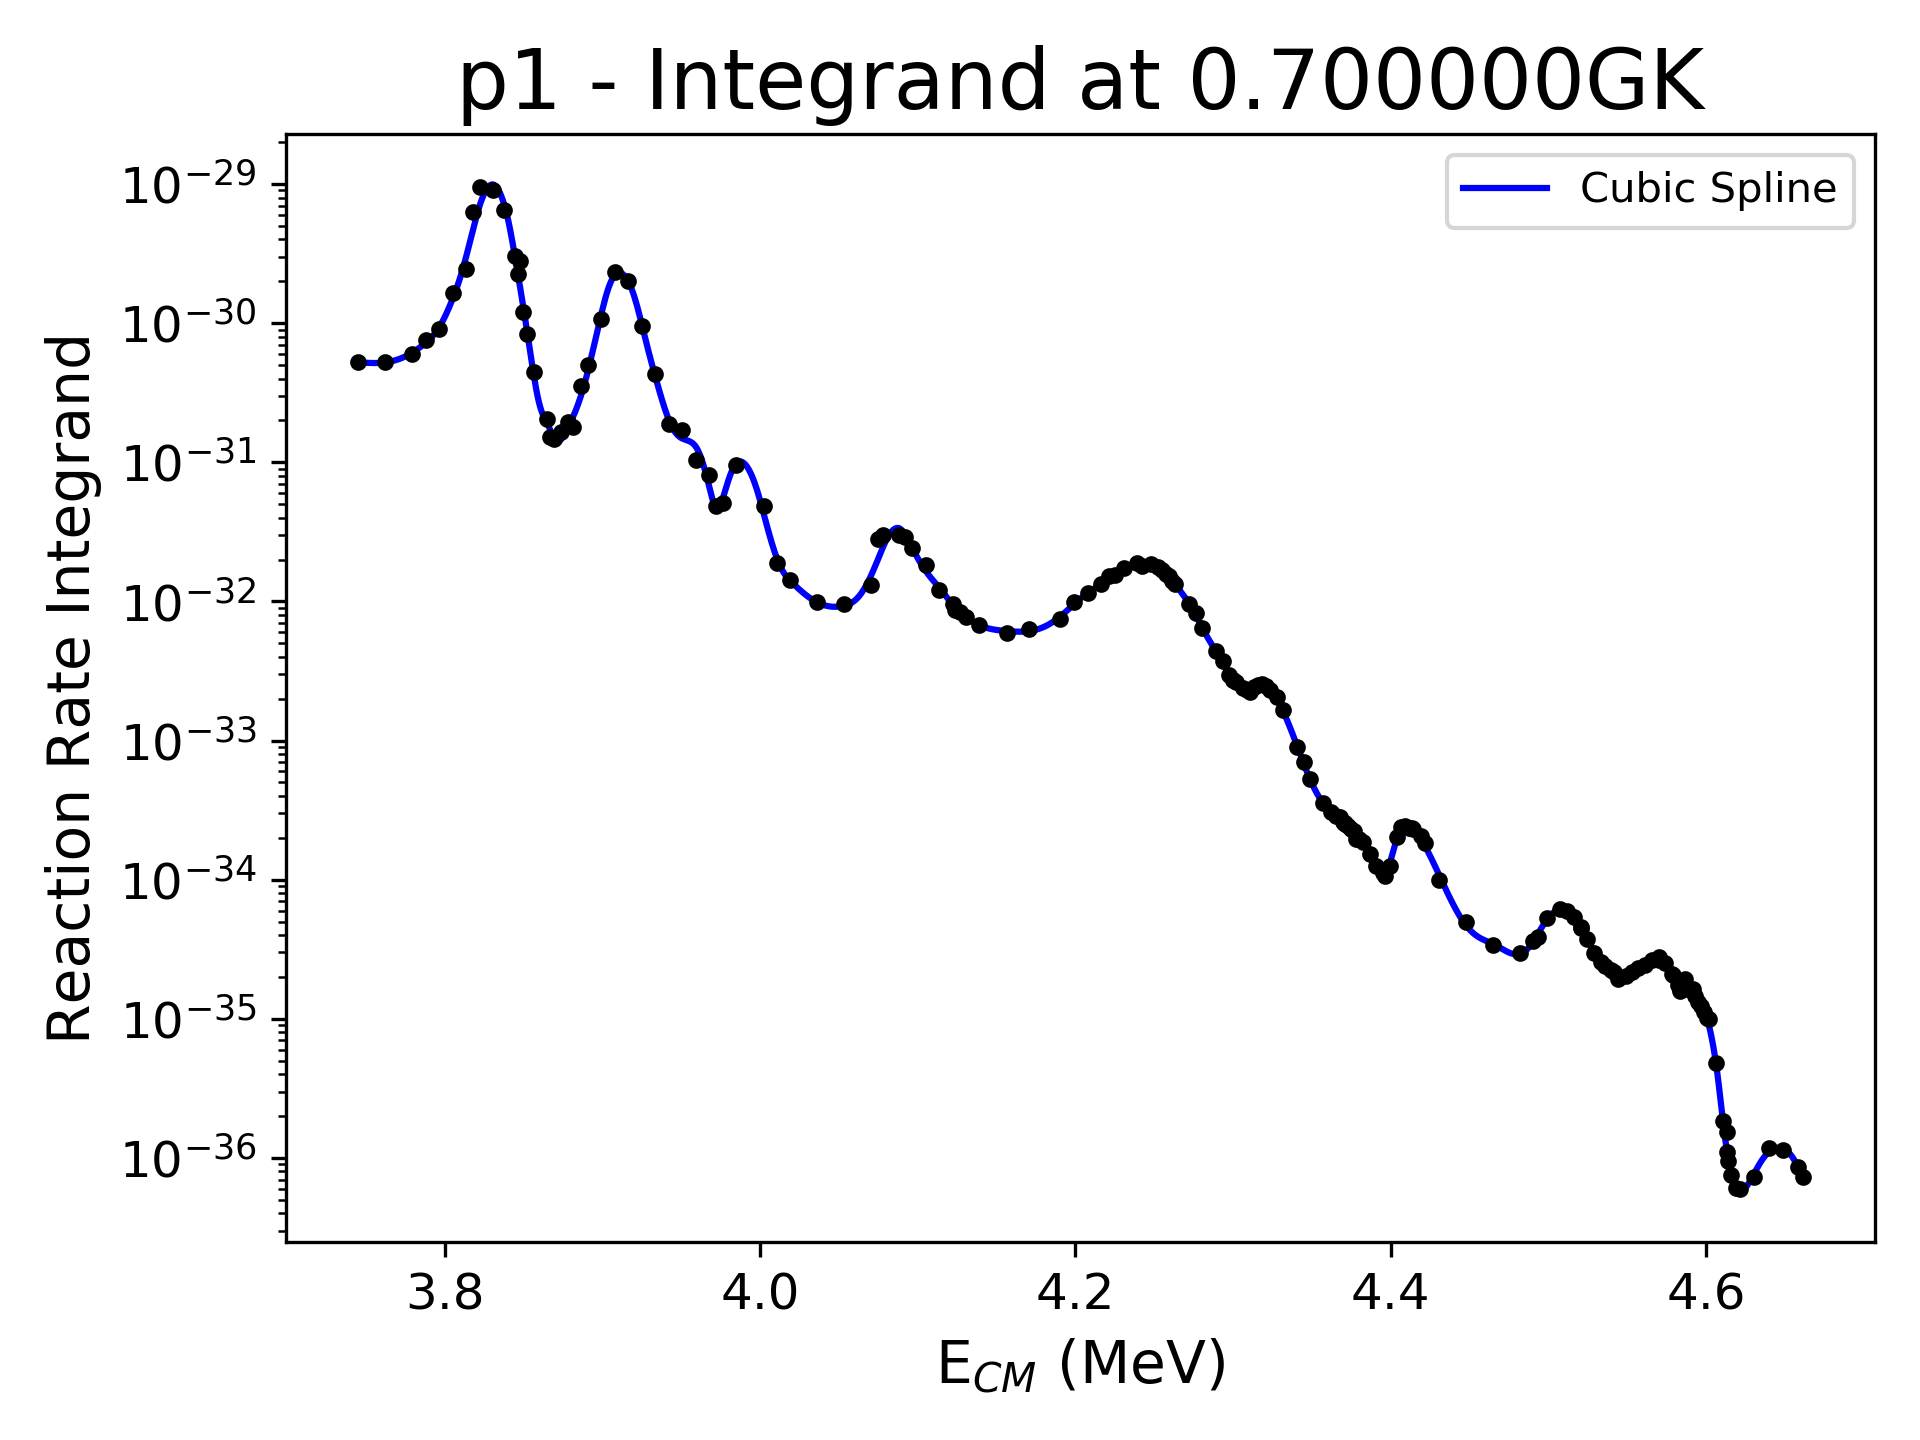 p1 - Integrand at 0.700000GK
Cubic Spline
Reaction Rate Integrand
10⁻²⁹
10⁻³⁰
10⁻³¹
10⁻³²
10⁻³³
10⁻³⁴
10⁻³⁵
10⁻³⁶
3.8 4.0 4.2 4.4 4.6
E_CM (MeV)